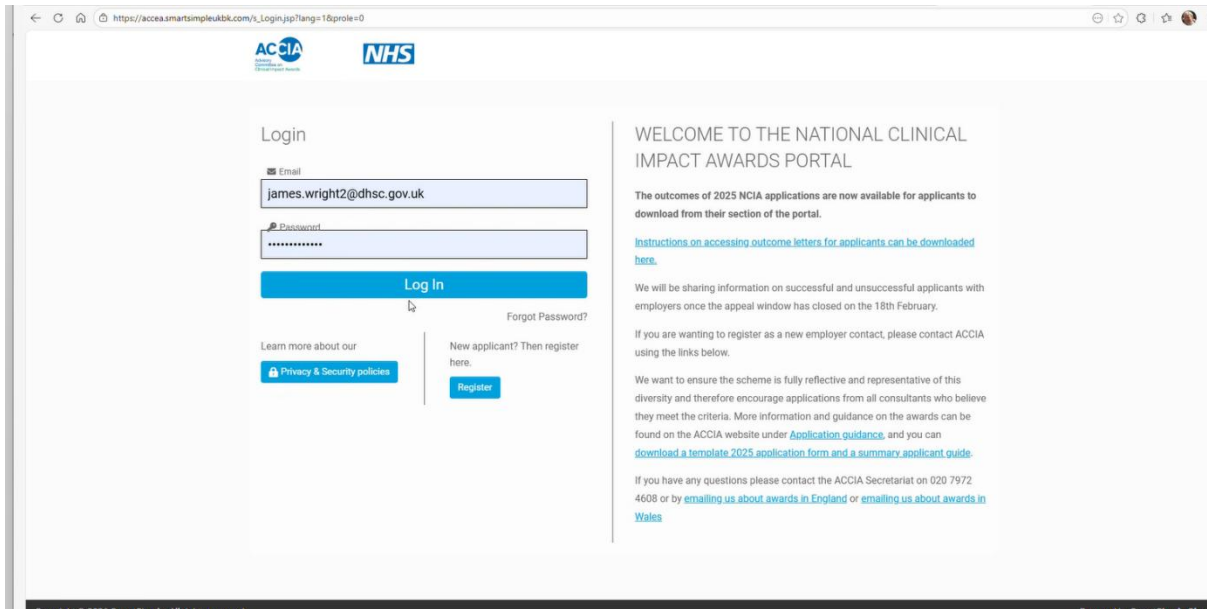 https://accea.smartsimpleukbk.com/s_Login.jsp?lang=1&prole=0
ACCIA
Advisory
Committee on
Clinical Impact Awards
NHS
Login
Email
james.wright2@dhsc.gov.uk
Password
•••••••••••••
Log In
Forgot Password?
Learn more about our
Privacy & Security policies
New applicant? Then register
here.
Register
WELCOME TO THE NATIONAL CLINICAL
IMPACT AWARDS PORTAL
The outcomes of 2025 NCIA applications are now available for applicants to
download from their section of the portal.
Instructions on accessing outcome letters for applicants can be downloaded
here.
We will be sharing information on successful and unsuccessful applicants with
employers once the appeal window has closed on the 18th February.
If you are wanting to register as a new employer contact, please contact ACCIA
using the links below.
We want to ensure the scheme is fully reflective and representative of this
diversity and therefore encourage applications from all consultants who believe
they meet the criteria. More information and guidance on the awards can be
found on the ACCIA website under Application guidance, and you can
download a template 2025 application form and a summary applicant guide.
If you have any questions please contact the ACCIA Secretariat on 020 7972
4608 or by emailing us about awards in England or emailing us about awards in
Wales